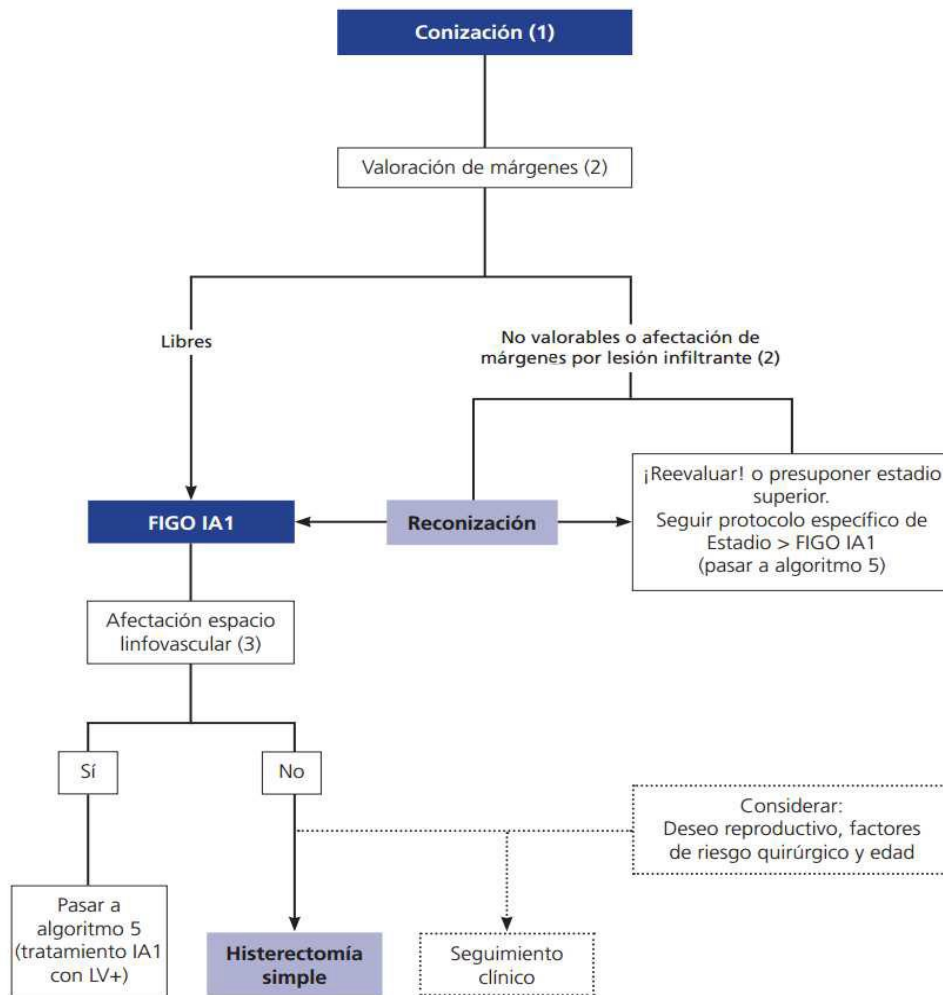 Conización (1)
Valoración de márgenes (2)
Libres
No valorables o afectación de
márgenes por lesión infiltrante (2)
¡Reevaluar! o presuponer estadio
superior.
Seguir protocolo específico de
Estadio > FIGO IA1
(pasar a algoritmo 5)
FIGO IA1
Reconización
Afectación espacio
linfovascular (3)
Sí
No
Considerar:
Deseo reproductivo, factores
de riesgo quirúrgico y edad
Pasar a
algoritmo 5
(tratamiento IA1
con LV+)
Histerectomía
simple
Seguimiento
clínico